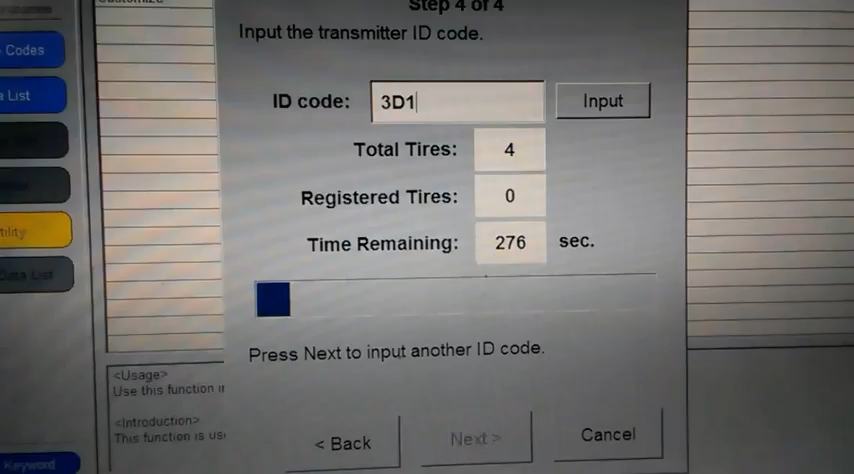 Customize
Step 4 of 4
Input the transmitter ID code.
Codes
List
ID code: 3D1 Input
Total Tires: 4
Registered Tires: 0
tility
Time Remaining: 276 sec.
Data List
Press Next to input another ID code.
<Usage>
Use this function i
<Introduction>
This function is us
< Back Next > Cancel
Keyword